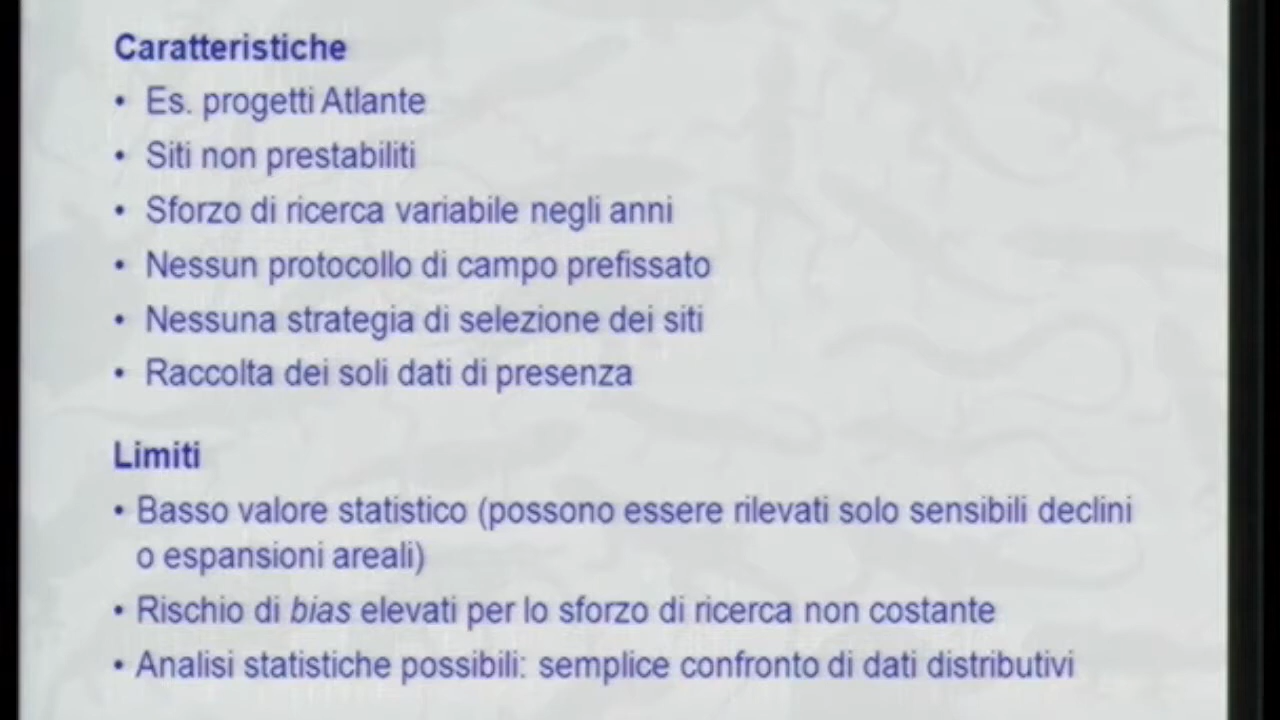 Caratteristiche
• Es. progetti Atlante
• Siti non prestabiliti
• Sforzo di ricerca variabile negli anni
• Nessun protocollo di campo prefissato
• Nessuna strategia di selezione dei siti
• Raccolta dei soli dati di presenza
Limiti
• Basso valore statistico (possono essere rilevati solo sensibili declini
o espansioni areali)
• Rischio di bias elevati per lo sforzo di ricerca non costante
• Analisi statistiche possibili: semplice confronto di dati distributivi